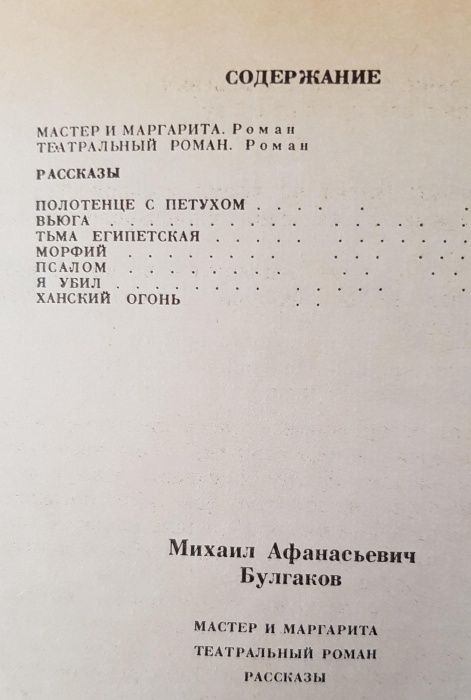 СОДЕРЖАНИЕ
МАСТЕР И МАРГАРИТА. Роман
ТЕАТРАЛЬНЫЙ РОМАН. Роман
РАССКАЗЫ
ПОЛОТЕНЦЕ С ПЕТУХОМ . . . . . . . .
ВЬЮГА . . . . . . . . . . . . . . .
ТЬМА ЕГИПЕТСКАЯ . . . . . . . . . .
МОРФИЙ . . . . . . . . . . . . . .
ПСАЛОМ . . . . . . . . . . . . . .
Я УБИЛ . . . . . . . . . . . . . .
ХАНСКИЙ ОГОНЬ . . .
Михаил Афанасьевич
Булгаков
МАСТЕР И МАРГАРИТА
ТЕАТРАЛЬНЫЙ РОМАН
РАССКАЗЫ